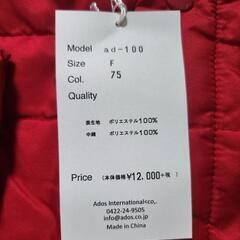 Model ad-100
Size F
Col. 75
Quality
表生地 ポリエステル100%
中綿 ポリエステル100%
Price (本体価格¥12,000+税)
Ados International<co,.
0422-24-9505
info@ados.co.jp
Made in China